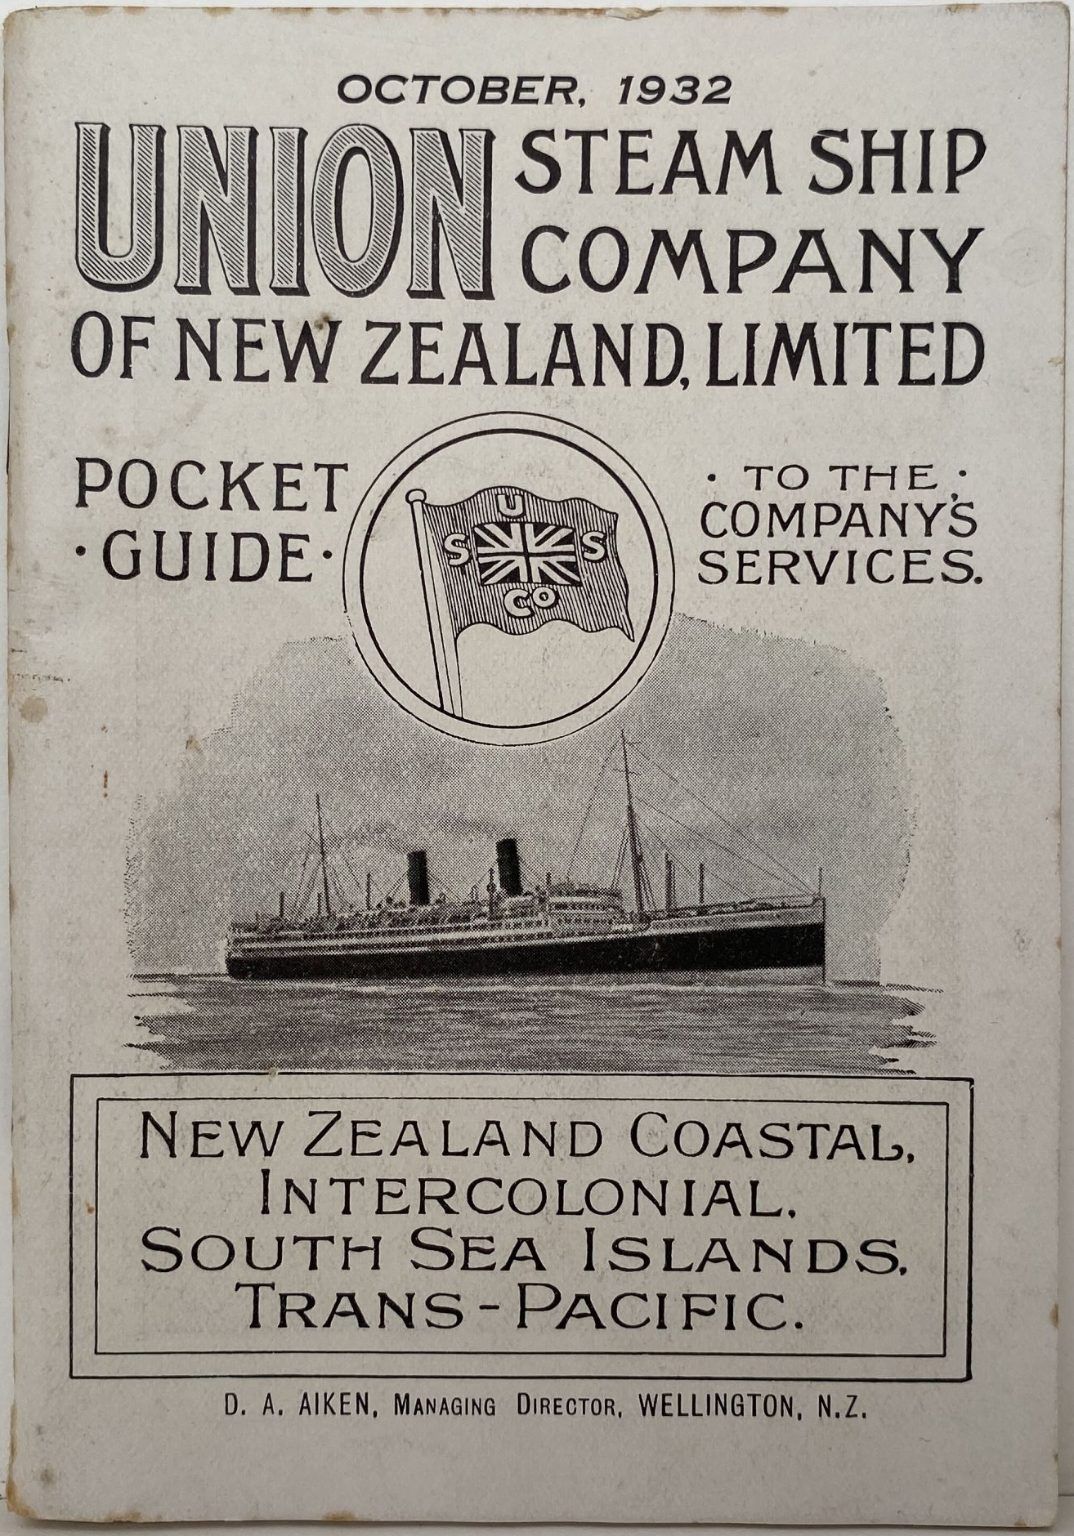 OCTOBER, 1932
UNION STEAM SHIP
COMPANY
OF NEW ZEALAND, LIMITED
POCKET
· GUIDE ·
U
S S
CO
· TO THE ·
COMPANY'S
SERVICES.
NEW ZEALAND COASTAL,
INTERCOLONIAL,
SOUTH SEA ISLANDS,
TRANS-PACIFIC.
D. A. AIKEN, MANAGING DIRECTOR, WELLINGTON, N.Z.